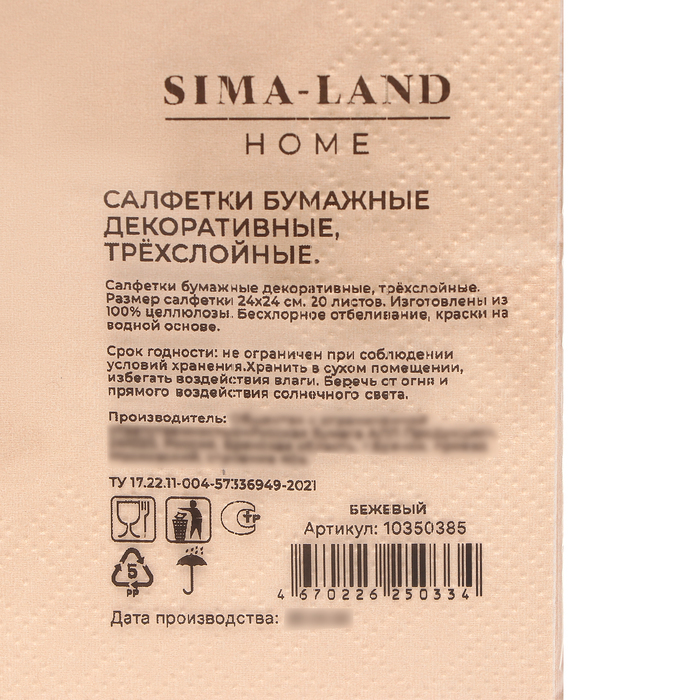 SIMA-LAND
HOME
САЛФЕТКИ БУМАЖНЫЕ
ДЕКОРАТИВНЫЕ,
ТРЁХСЛОЙНЫЕ.
Салфетки бумажные декоративные, трёхслойные.
Размер салфетки 24х24 см. 20 листов. Изготовлены из
100% целлюлозы. Бесхлорное отбеливание, краски на
водной основе.
Срок годности: не ограничен при соблюдении
условий хранения.Хранить в сухом помещении,
избегать воздействия влаги. Беречь от огня и
прямого воздействия солнечного света.
Производитель:
ТУ 17.22.11-004-57336949-2021
БЕЖЕВЫЙ
Артикул: 10350385
5
PP
4 670226 250334
Дата производства: